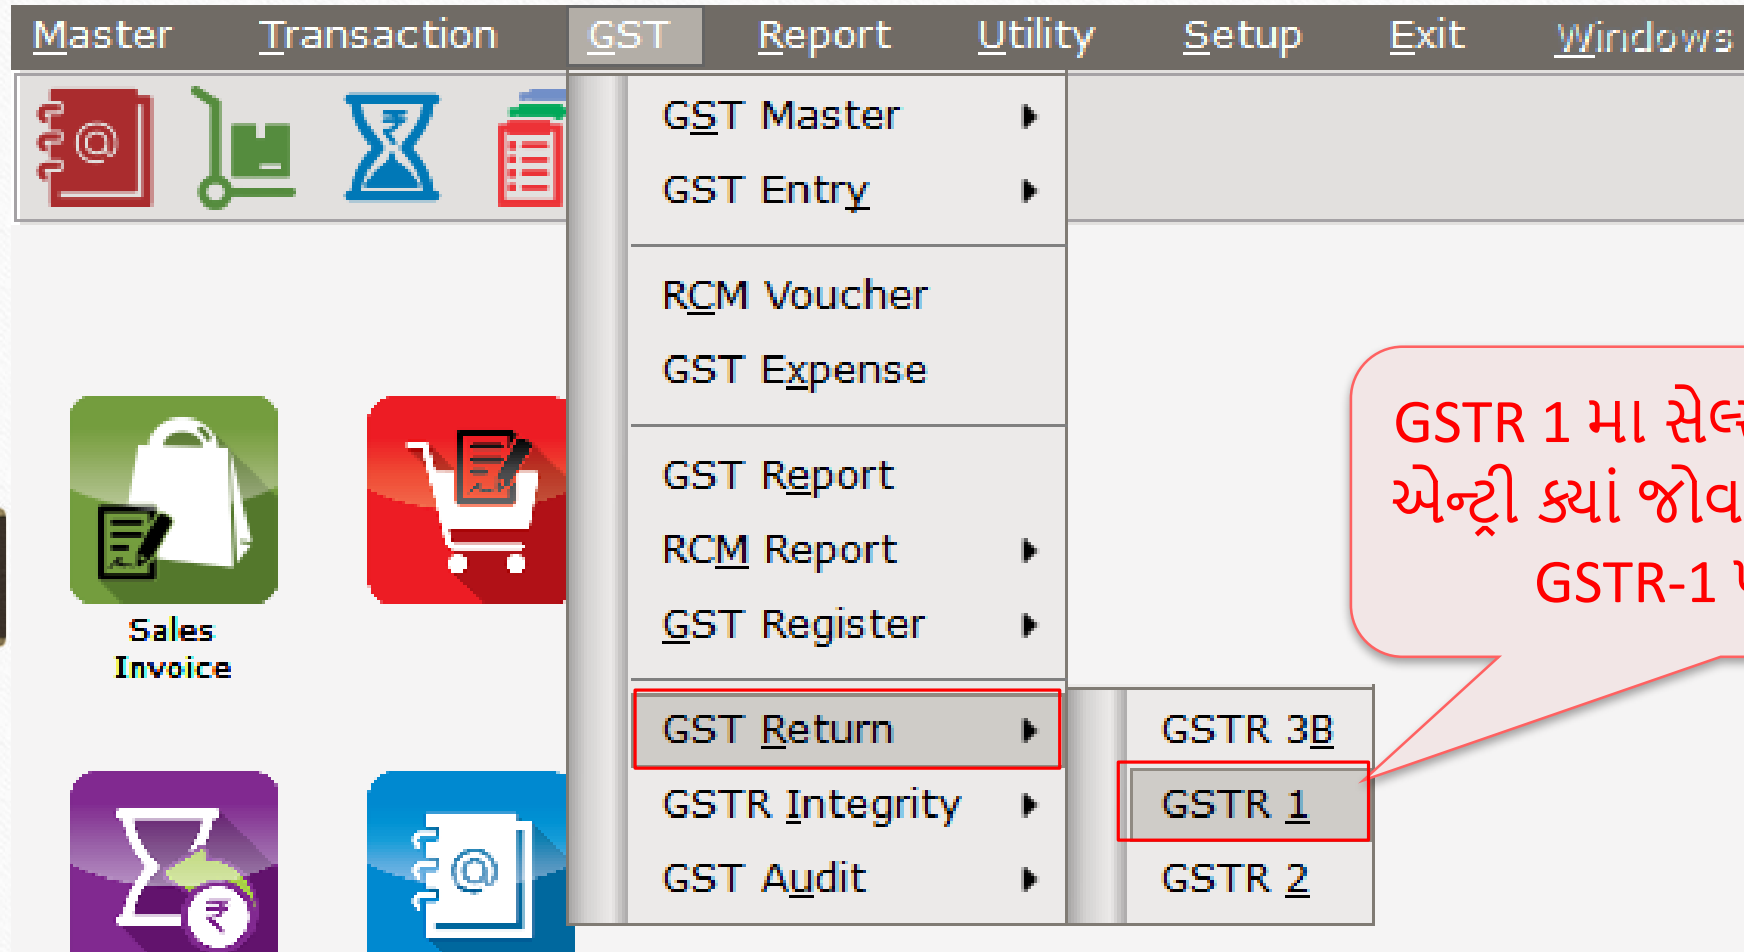 Master Transaction GST Report Utility Setup Exit Windows
GST Master
GST Entry
RCM Voucher
GST Expense
GST Report
RCM Report
GST Register
GST Return
GSTR Integrity
GST Audit
GSTR 3B
GSTR 1
GSTR 2
Sales
Invoice
GSTR 1 મા
એન્ટ્રી ક્યાં
GSTR-1